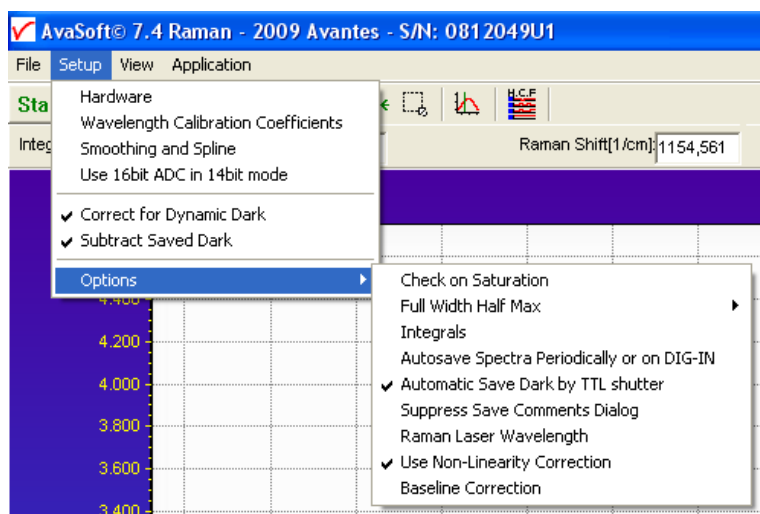 AvaSoft© 7.4 Raman - 2009 Avantes - S/N: 0812049U1
File Setup View Application
Hardware
Wavelength Calibration Coefficients
Smoothing and Spline
Use 16bit ADC in 14bit mode
Correct for Dynamic Dark
Subtract Saved Dark
Options
H.C.F
Raman Shift[1/cm]: 1154,561
Check on Saturation
Full Width Half Max
Integrals
Autosave Spectra Periodically or on DIG-IN
Automatic Save Dark by TTL shutter
Suppress Save Comments Dialog
Raman Laser Wavelength
Use Non-Linearity Correction
Baseline Correction
4.400
4.200
4.000
3.800
3.600
3.400